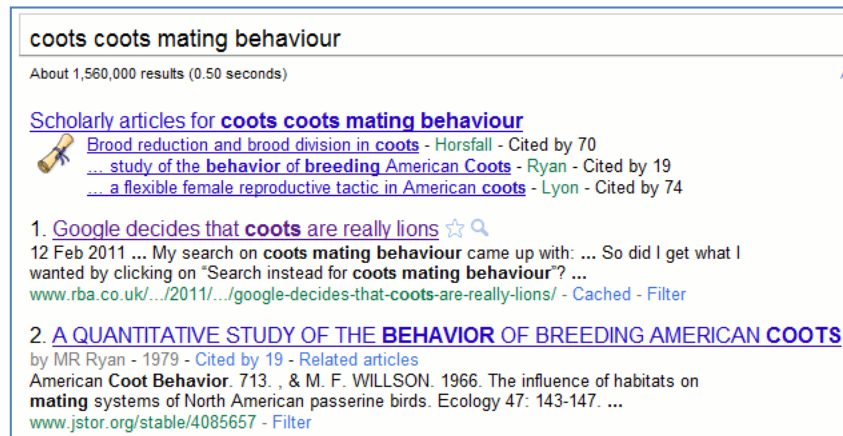 coots coots mating behaviour
About 1,560,000 results (0.50 seconds)
Scholarly articles for coots coots mating behaviour
Brood reduction and brood division in coots - Horsfall - Cited by 70
... study of the behavior of breeding American Coots - Ryan - Cited by 19
... a flexible female reproductive tactic in American coots - Lyon - Cited by 74
1. Google decides that coots are really lions
12 Feb 2011 ... My search on coots mating behaviour came up with: ... So did I get what I
wanted by clicking on “Search instead for coots mating behaviour”? ...
www.rba.co.uk/.../2011/.../google-decides-that-coots-are-really-lions/ - Cached - Filter
2. A QUANTITATIVE STUDY OF THE BEHAVIOR OF BREEDING AMERICAN COOTS
by MR Ryan - 1979 - Cited by 19 - Related articles
American Coot Behavior. 713. , & M. F. WILLSON. 1966. The influence of habitats on
mating systems of North American passerine birds. Ecology 47: 143-147. ...
www.jstor.org/stable/4085657 - Filter